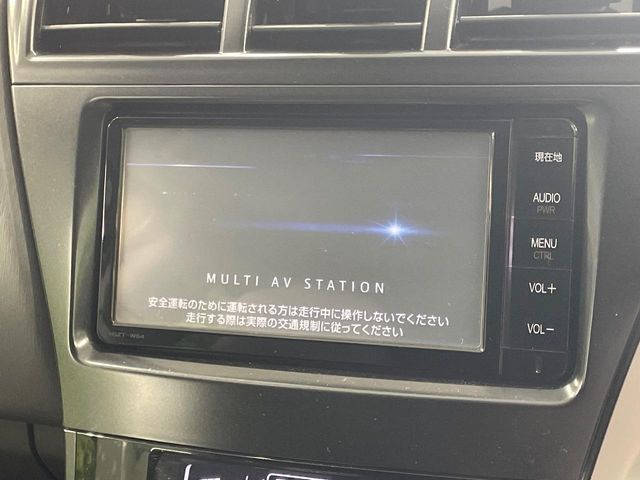 現在地
AUDIO
PWR
MENU
CTRL
VOL+
VOL−
MULTI AV STATION
安全運転のために運転される方は走行中に操作しないでください
走行する際は実際の交通規制に従ってください
NSZT-W64